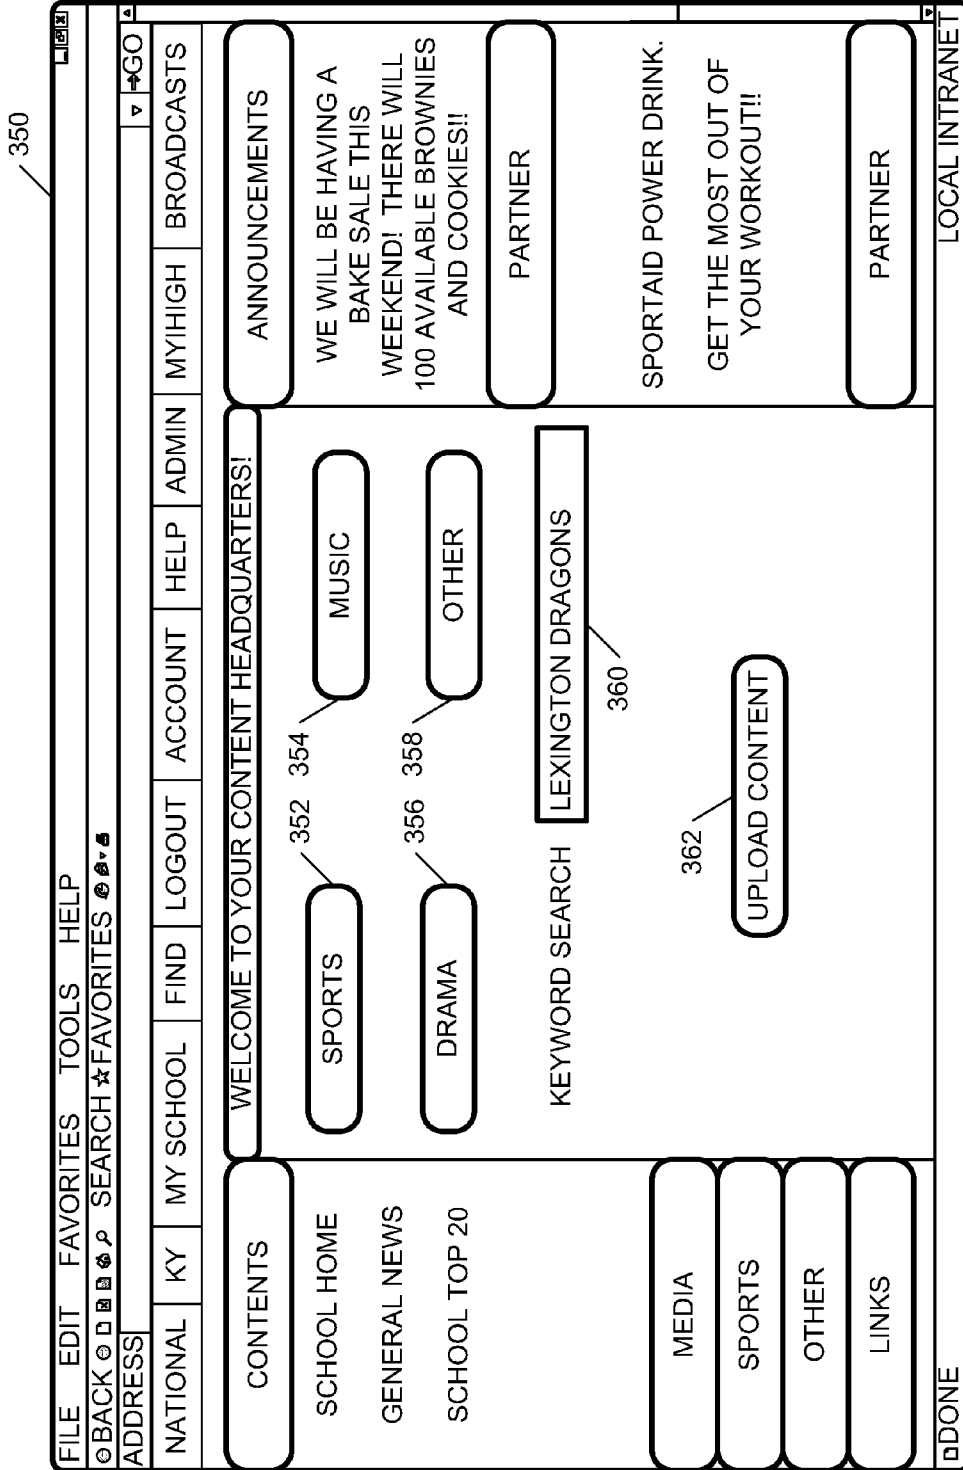 350
FILE EDIT FAVORITES TOOLS HELP
BACK SEARCH FAVORITES
ADDRESS GO
NATIONAL KY MY SCHOOL FIND LOGOUT ACCOUNT HELP ADMIN MYIHIGH BROADCASTS
CONTENTS
SCHOOL HOME
GENERAL NEWS
SCHOOL TOP 20
MEDIA
SPORTS
OTHER
LINKS
WELCOME TO YOUR CONTENT HEADQUARTERS!
352 354
SPORTS MUSIC
356 358
DRAMA OTHER
KEYWORD SEARCH LEXINGTON DRAGONS
360
362
UPLOAD CONTENT
ANNOUNCEMENTS
WE WILL BE HAVING A
BAKE SALE THIS
WEEKEND! THERE WILL
100 AVAILABLE BROWNIES
AND COOKIES!!
PARTNER
SPORTAID POWER DRINK.
GET THE MOST OUT OF
YOUR WORKOUT!!
PARTNER
DONE LOCAL INTRANET